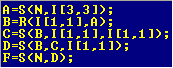 A=S(N,I[3,3]);
B=R(I[1,1],A);
C=S(B,I[1,1],I[1,1]);
D=S(B,C,I[1,1]);
F=S(N,D);